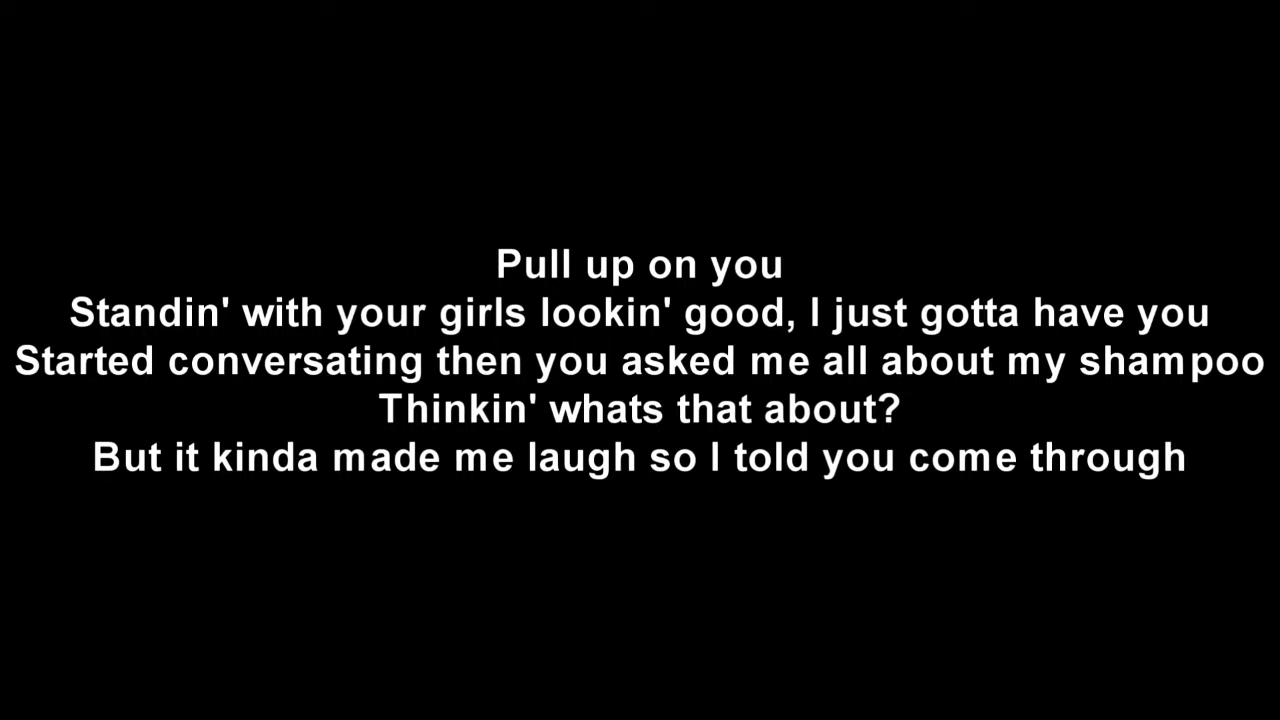 Pull up on you
Standin' with your girls lookin' good, I just gotta have you
Started conversating then you asked me all about my shampoo
Thinkin' whats that about?
But it kinda made me laugh so I told you come through